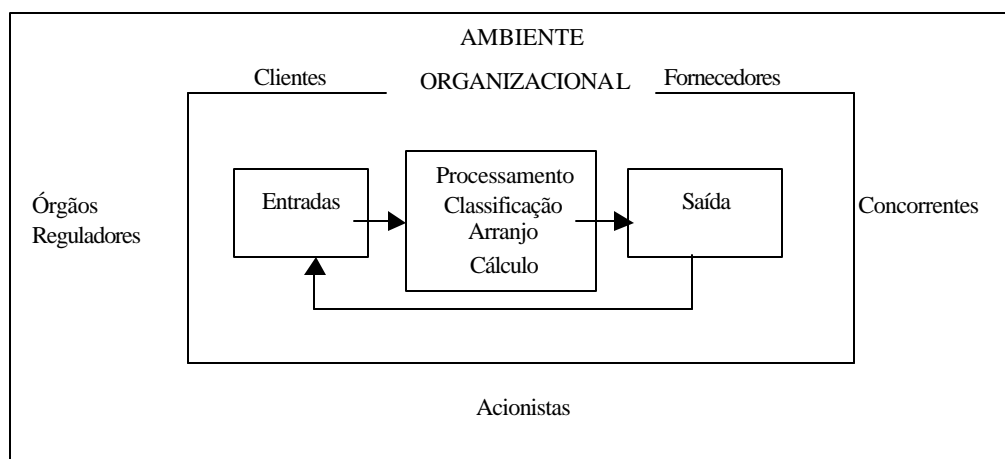 AMBIENTE
Clientes ORGANIZACIONAL Fornecedores
Órgãos
Reguladores
Entradas
Processamento
Classificação
Arranjo
Cálculo
Saída
Concorrentes
Acionistas